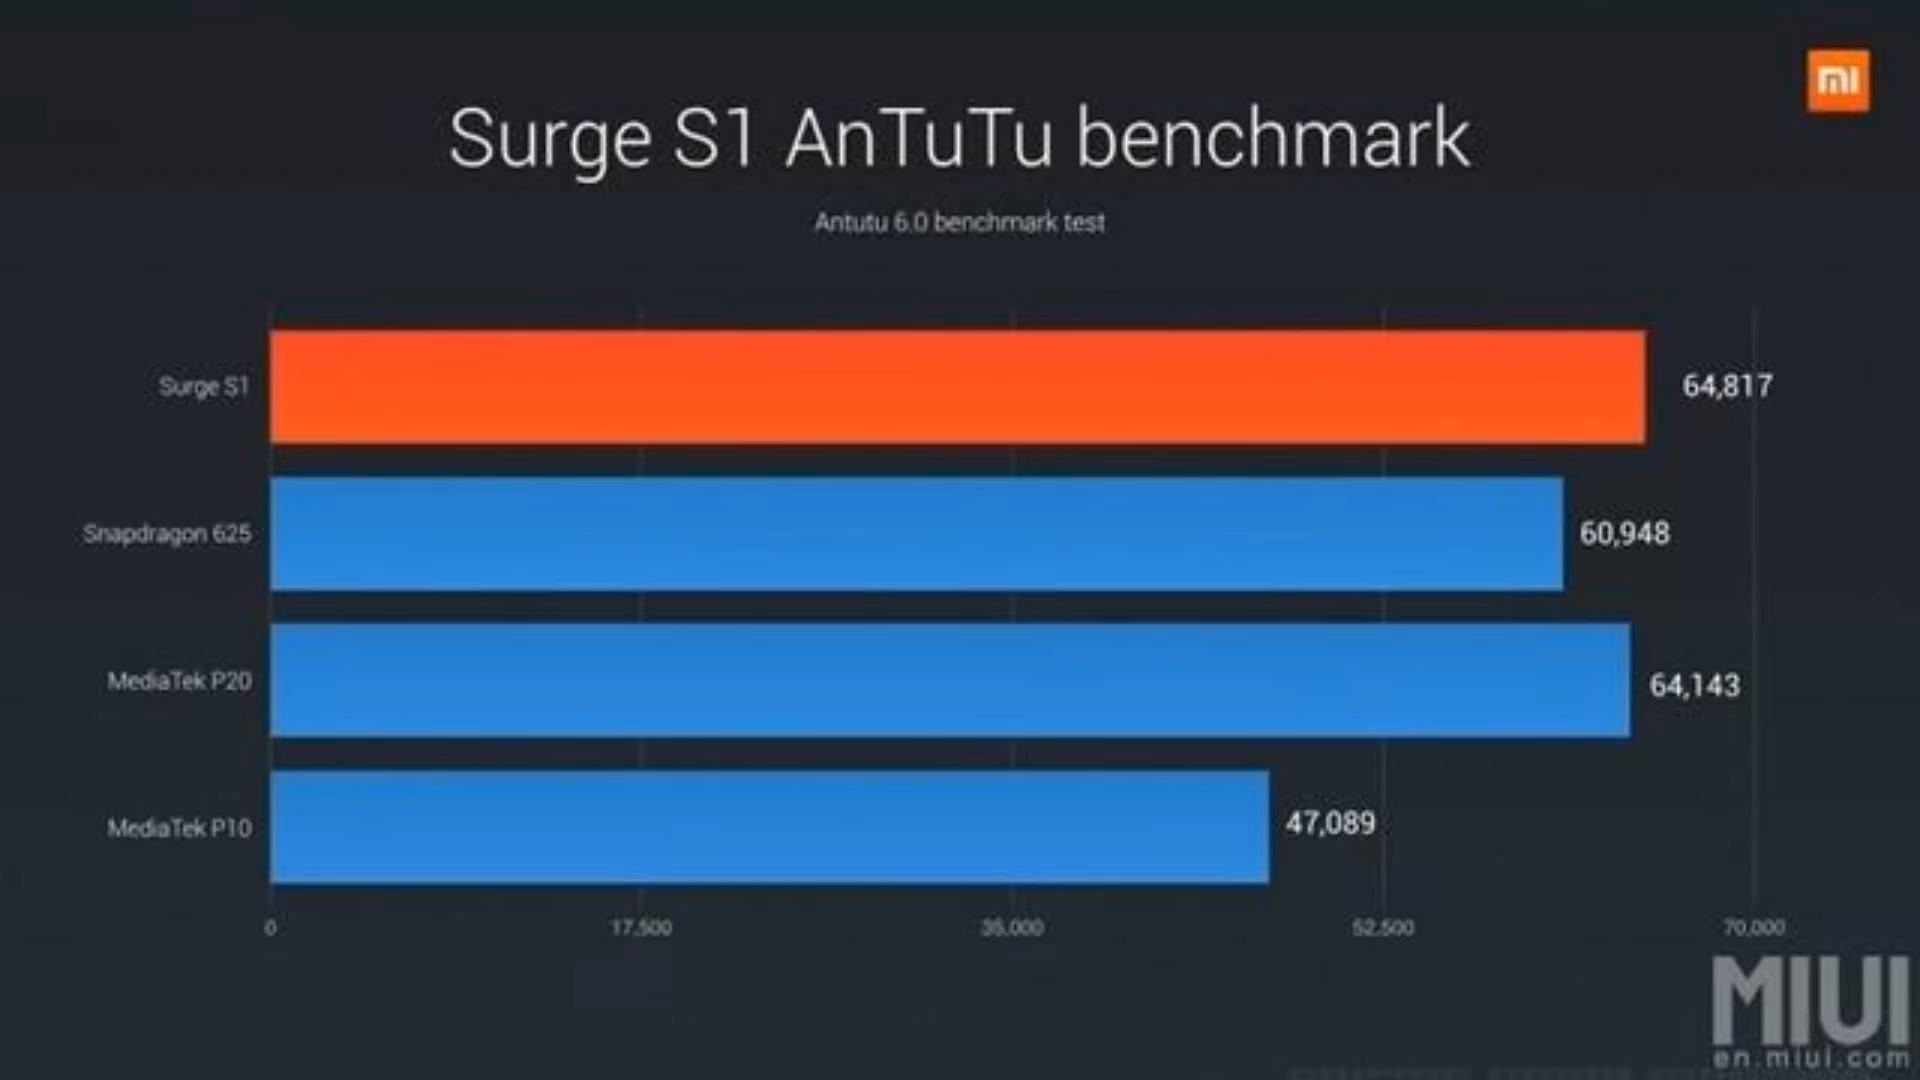 mi
Surge S1 AnTuTu benchmark
Antutu 6.0 benchmark test
Surge S1
64,817
Snapdragon 625
60,948
MediaTek P20
64,143
MediaTek P10
47,089
0
17,500
35,000
52,500
70,000
MIUI
en.miui.com